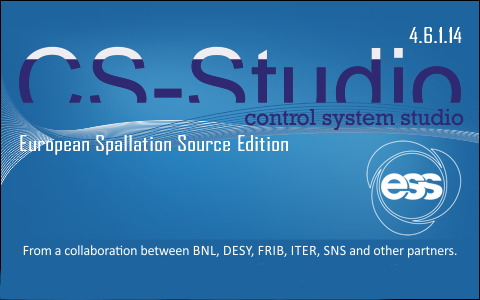 4.6.1.14
CS-Studio
control system studio
European Spallation Source Edition
ess
From a collaboration between BNL, DESY, FRIB, ITER, SNS and other partners.